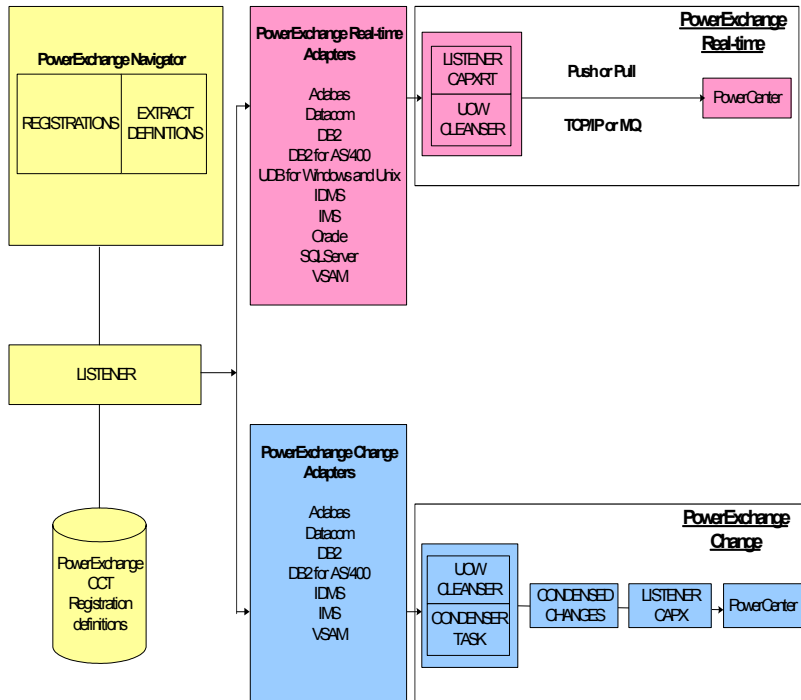 PowerExchange Navigator
REGISTRATIONS
EXTRACT
DEFINITIONS
LISTENER
PowerExchange
CCT
Registration
definitions
PowerExchange Real-time
Adapters
Adabas
Datacom
DB2
DB2 for AS/400
UDB for Windows and Unix
IDMS
IMS
Oracle
SQLServer
VSAM
PowerExchange
Real-time
LISTENER
CAPXRT
UOW
CLEANSER
Push or Pull
TCP/IP or MQ
PowerCenter
PowerExchange Change
Adapters
Adabas
Datacom
DB2
DB2 for AS/400
IDMS
IMS
VSAM
PowerExchange
Change
UOW
CLEANSER
CONDENSER
TASK
CONDENSED
CHANGES
LISTENER
CAPX
PowerCenter